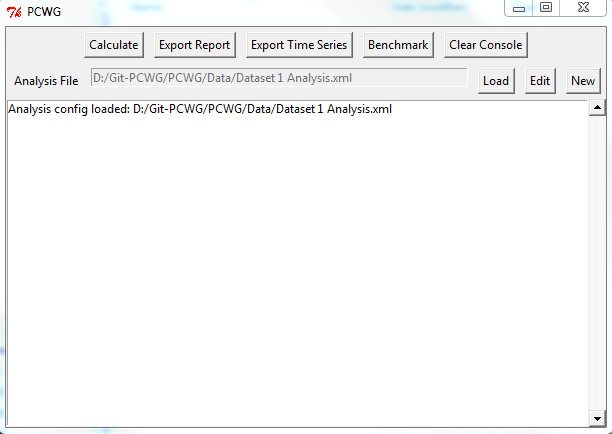 PCWG
Calculate Export Report Export Time Series Benchmark Clear Console
Analysis File D:/Git-PCWG/PCWG/Data/Dataset 1 Analysis.xml Load Edit New
Analysis config loaded: D:/Git-PCWG/PCWG/Data/Dataset 1 Analysis.xml